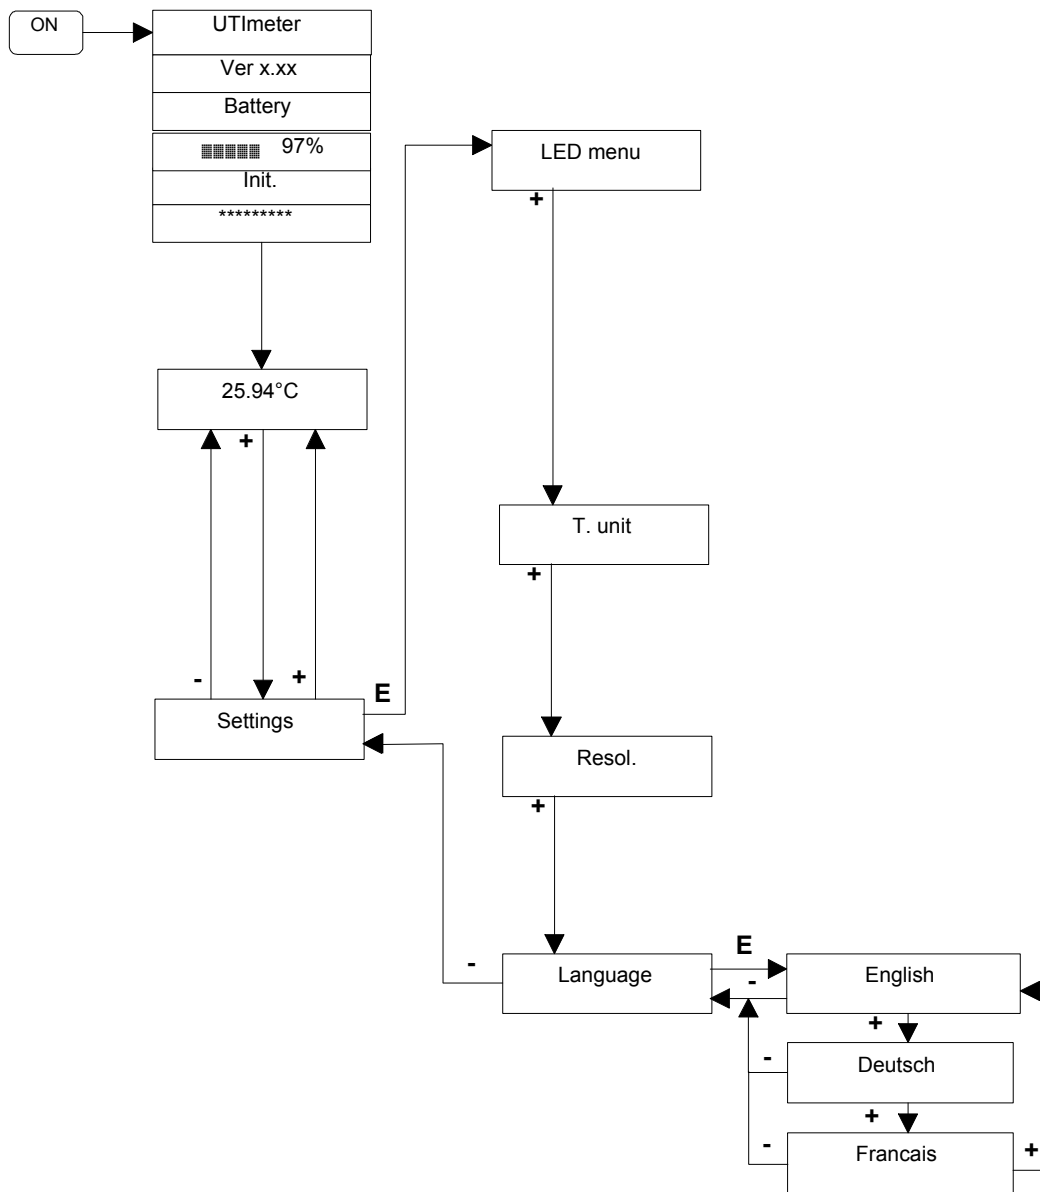 ON
UTImeter
Ver x.xx
Battery
97%
Init.
*********
LED menu
+
25.94°C
+
T. unit
+
-
+
E
Settings
Resol.
+
-
Language
E
-
English
+
-
Deutsch
+
-
Francais
+